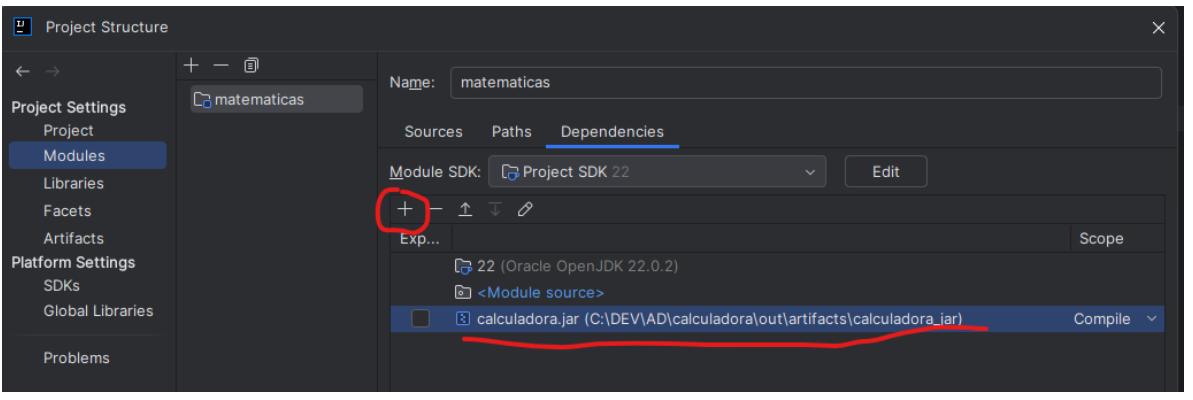 Project Structure
Project Settings
Project
Modules
Libraries
Facets
Artifacts
Platform Settings
SDKs
Global Libraries
Problems
matematicas
Name: matematicas
Sources Paths Dependencies
Module SDK: Project SDK 22 Edit
Exp... Scope
22 (Oracle OpenJDK 22.0.2)
<Module source>
calculadora.jar (C:\DEV\AD\calculadora\out\artifacts\calculadora_jar) Compile